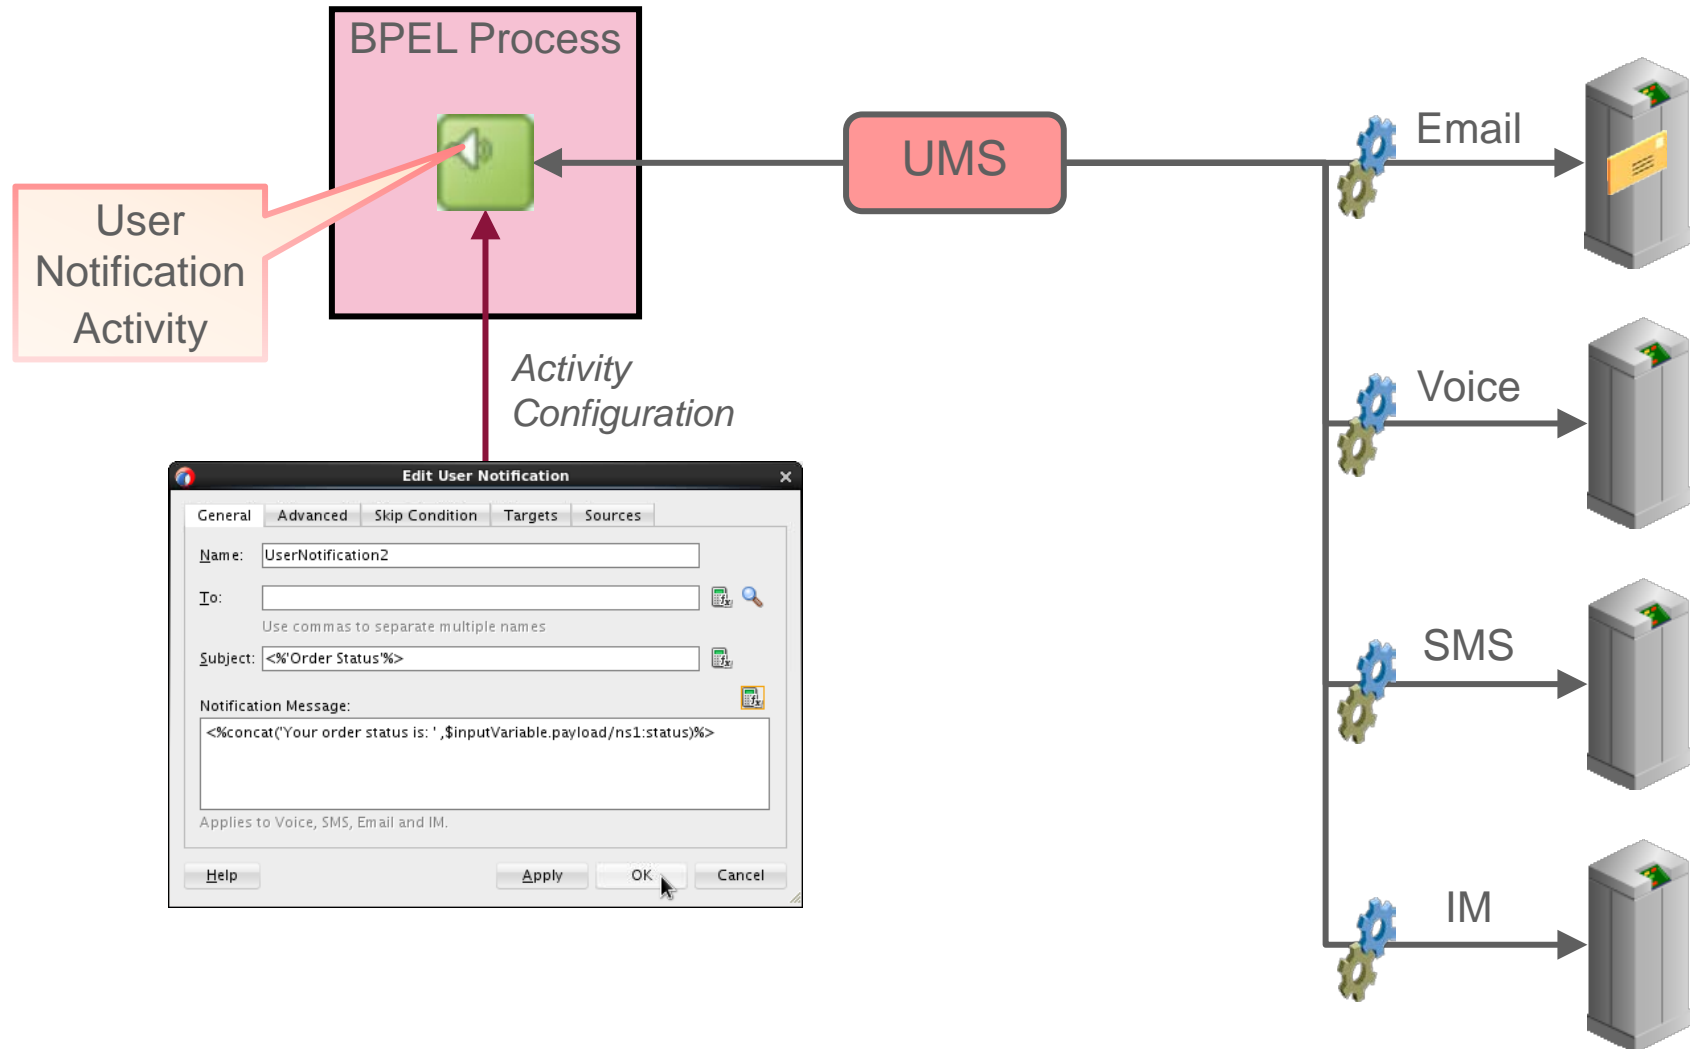 BPEL Process
User
Notification
Activity
UMS
Email
Voice
SMS
IM
Activity
Configuration
Edit User Notification
General Advanced Skip Condition Targets Sources
Name: UserNotification2
To:
Use commas to separate multiple names
Subject: <%'Order Status'%>
Notification Message:
<%concat('Your order status is: ' ,$inputVariable.payload/ns1:status)%>
Applies to Voice, SMS, Email and IM.
Help Apply OK Cancel